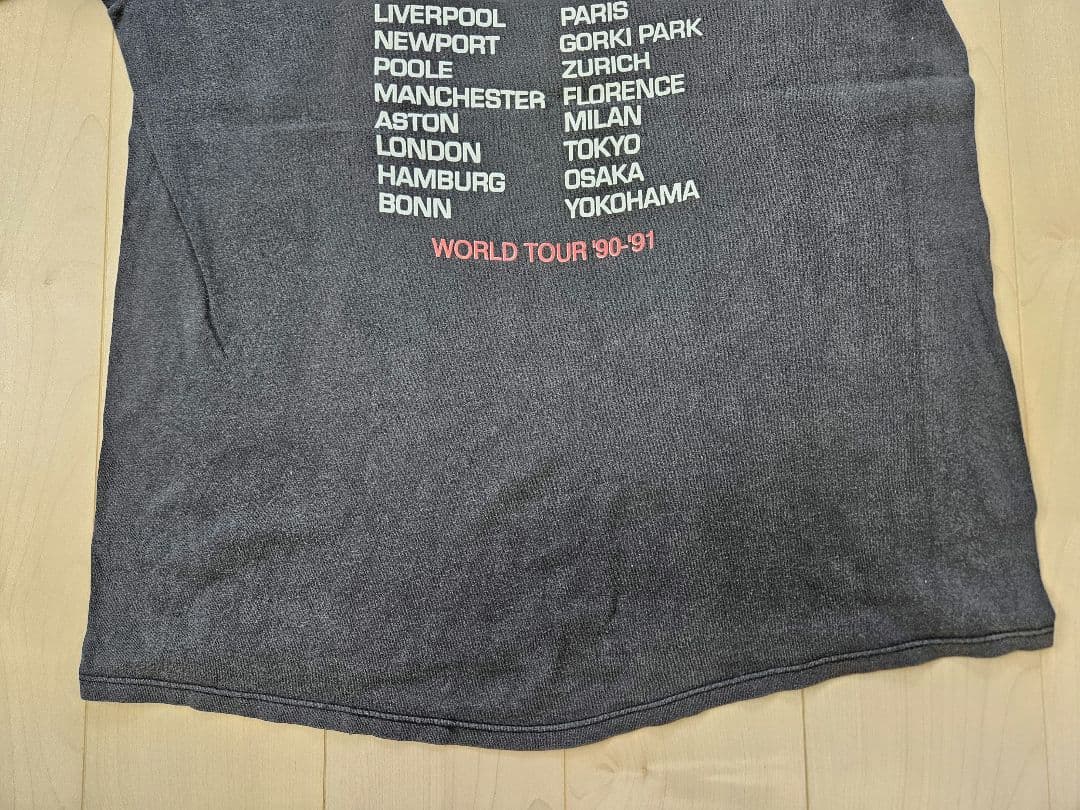 LIVERPOOL
NEWPORT
POOLE
MANCHESTER
ASTON
LONDON
HAMBURG
BONN
PARIS
GORKI PARK
ZURICH
FLORENCE
MILAN
TOKYO
OSAKA
YOKOHAMA
WORLD TOUR '90-'91